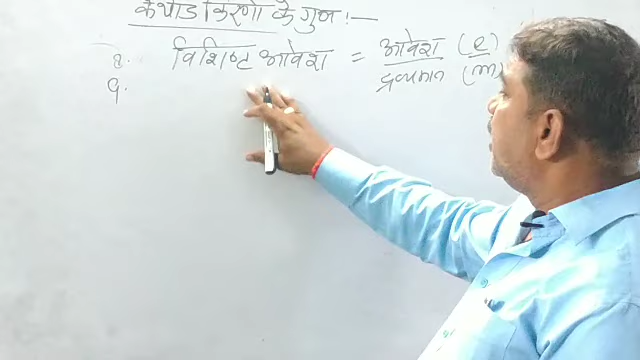 कैथोड किरणों के गुण :—
8. विशिष्ट आवेश = आवेश (e) / द्रव्यमान (m)
9.